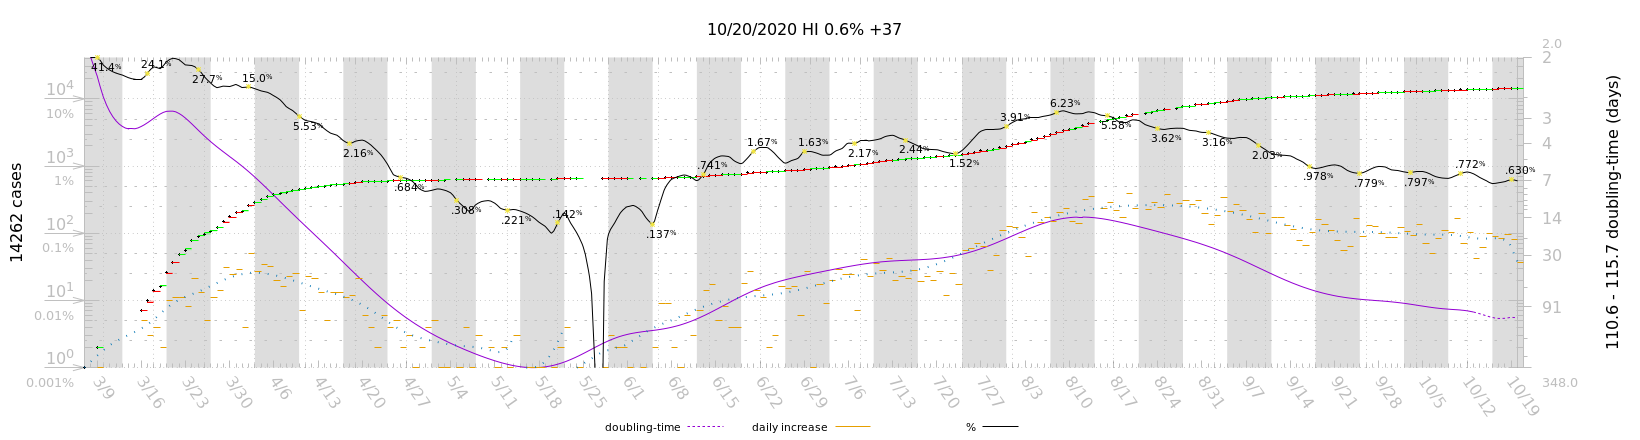 10/20/2020 HI 0.6% +37
2.0
10⁴ 2
10%
3
10³ 4
1% 7
10² 14
0.1%
30
10¹
0.01% 91
10⁰
0.001% 348.0
14262 cases
110.6 - 115.7 doubling-time (days)
41.4% 24.1% 27.7% 15.0% 5.53% 2.16% .684% .308% .221% .142% .137% .741% 1.67% 1.63% 2.17% 2.44% 1.52% 3.91% 6.23% 5.58% 3.62% 3.16% 2.03% .978% .779% .797% .772% .630%
3/9 3/16 3/23 3/30 4/6 4/13 4/20 4/27 5/4 5/11 5/18 5/25 6/1 6/8 6/15 6/22 6/29 7/6 7/13 7/20 7/27 8/3 8/10 8/17 8/24 8/31 9/7 9/14 9/21 9/28 10/5 10/12 10/19
doubling-time daily increase %